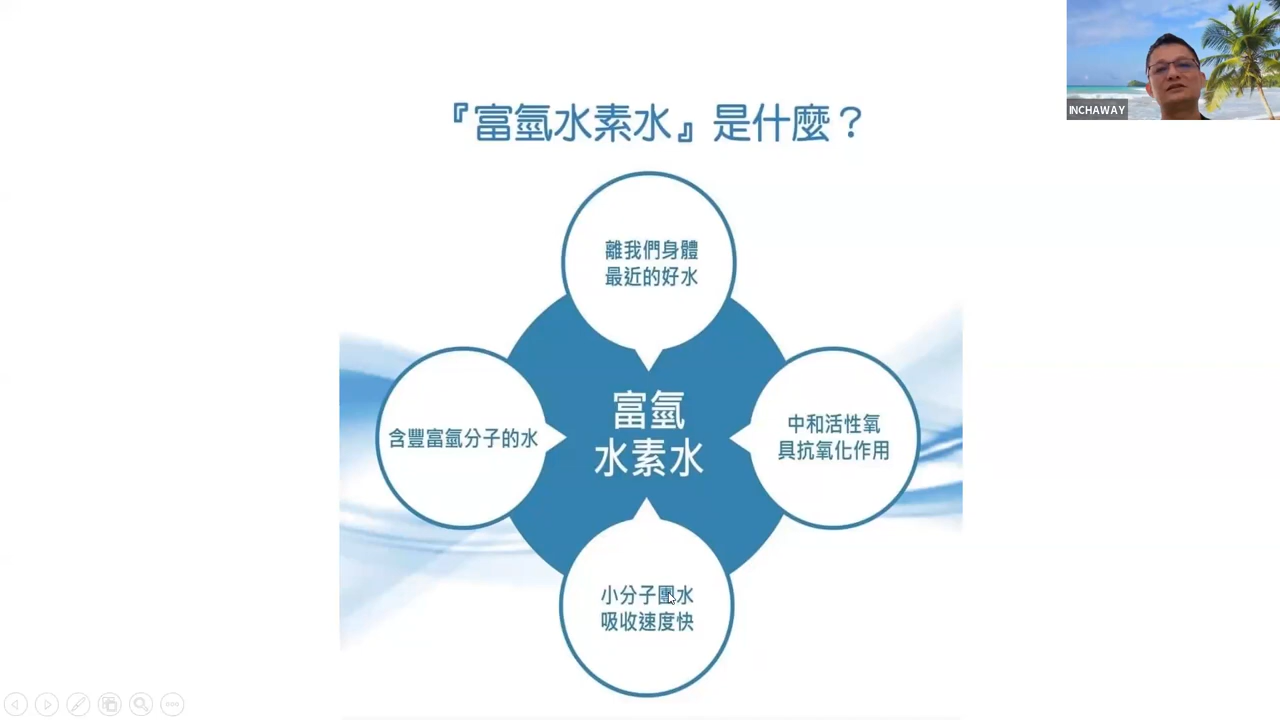 『富氫水素水』是什麼？
INCHAWAY
離我們身體
最近的好水
含豐富氫分子的水
富氫
水素水
中和活性氧
具抗氧化作用
小分子團水
吸收速度快